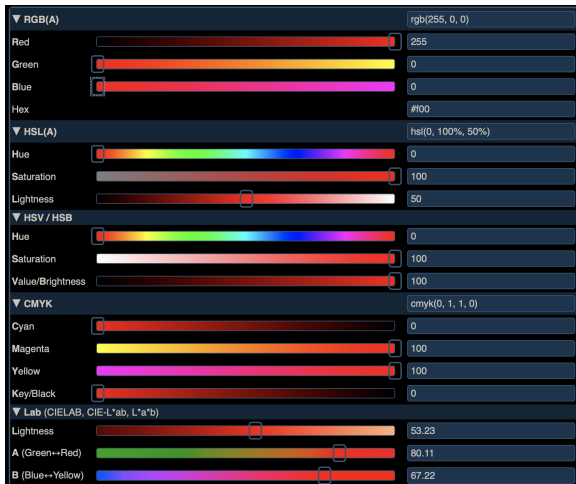 ▼ RGB(A) rgb(255, 0, 0)
Red 255
Green 0
Blue 0
Hex #f00
▼ HSL(A) hsl(0, 100%, 50%)
Hue 0
Saturation 100
Lightness 50
▼ HSV / HSB
Hue 0
Saturation 100
Value/Brightness 100
▼ CMYK cmyk(0, 1, 1, 0)
Cyan 0
Magenta 100
Yellow 100
Key/Black 0
▼ Lab (CIELAB, CIE-L*ab, L*a*b)
Lightness 53.23
A (Green↔Red) 80.11
B (Blue↔Yellow) 67.22